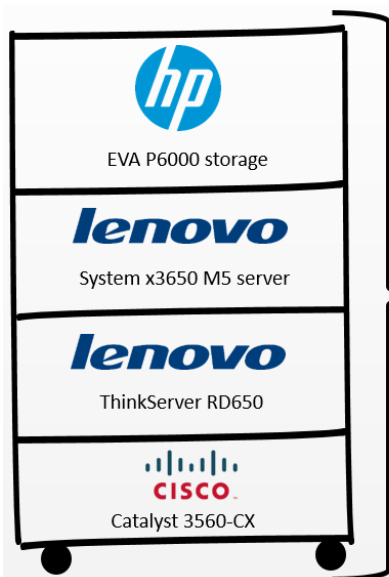 hp
EVA P6000 storage
lenovo
System x3650 M5 server
lenovo
ThinkServer RD650
CISCO
Catalyst 3560-CX